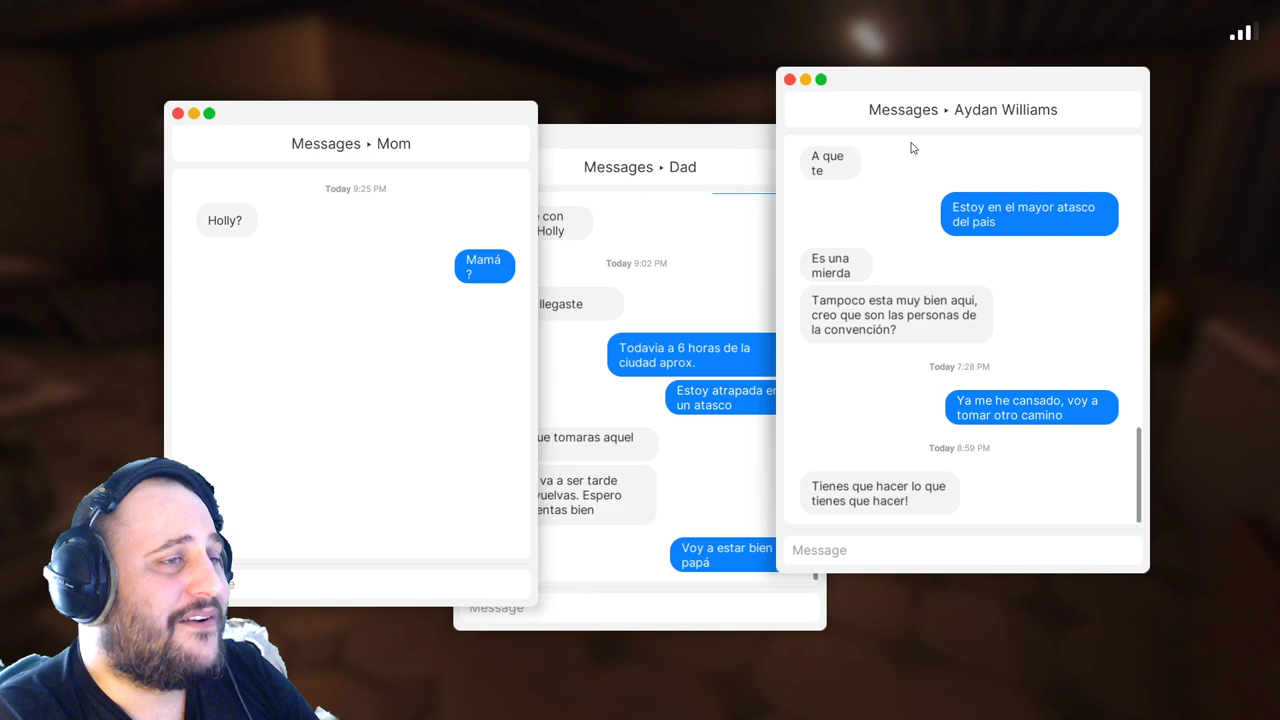 Messages ▸ Mom
Today 9:25 PM
Holly?
Mamá
?
Messages ▸ Dad
con
Holly
Today 9:02 PM
llegaste
Todavia a 6 horas de la
ciudad aprox.
Estoy atrapada en
un atasco
tomaras aquel
va a ser tarde
Espero
bien
Voy a estar bien
papá
Message
Messages ▸ Aydan Williams
A que
te
Estoy en el mayor atasco
del pais
Es una
mierda
Tampoco esta muy bien aqui,
creo que son las personas de
la convención?
Today 7:28 PM
Ya me he cansado, voy a
tomar otro camino
Today 8:59 PM
Tienes que hacer lo que
tienes que hacer!
Message